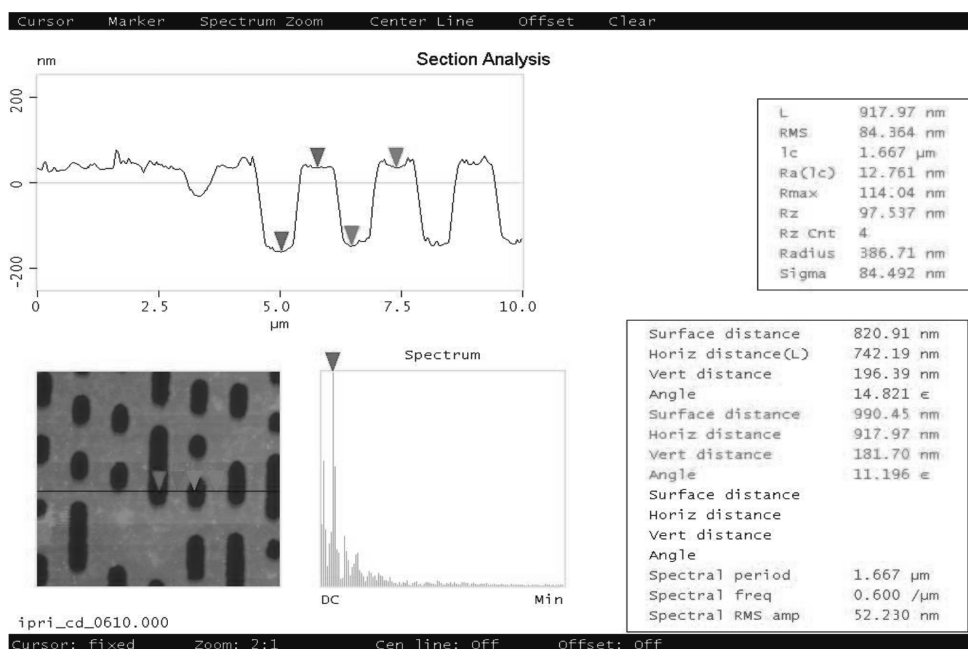 Cursor Marker Spectrum Zoom Center Line Offset Clear
Section Analysis
nm
200
0
-200
0 2.5 5.0 7.5 10.0
µm
L 917.97 nm
RMS 84.364 nm
lc 1.667 µm
Ra(lc) 12.761 nm
Rmax 114.04 nm
Rz 97.537 nm
Rz Cnt 4
Radius 386.71 nm
Sigma 84.492 nm
Spectrum
DC Min
Surface distance 820.91 nm
Horiz distance(L) 742.19 nm
Vert distance 196.39 nm
Angle 14.821 є
Surface distance 990.45 nm
Horiz distance 917.97 nm
Vert distance 181.70 nm
Angle 11.196 є
Surface distance
Horiz distance
Vert distance
Angle
Spectral period 1.667 µm
Spectral freq 0.600 /µm
Spectral RMS amp 52.230 nm
ipri_cd_0610.000
Cursor: fixed Zoom: 2:1 Cen line: Off Offset: Off